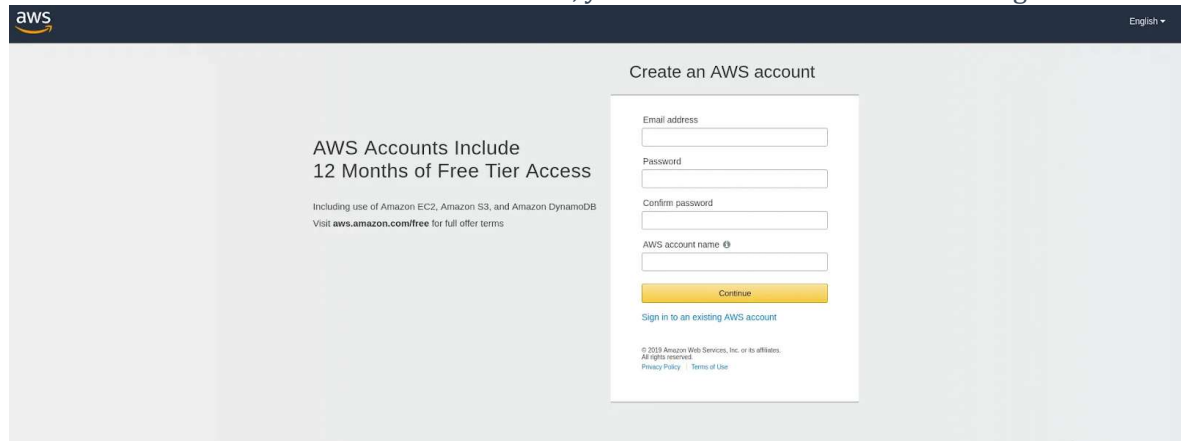 aws
English
Create an AWS account
AWS Accounts Include
12 Months of Free Tier Access
Including use of Amazon EC2, Amazon S3, and Amazon DynamoDB
Visit aws.amazon.com/free for full offer terms
Email address
Password
Confirm password
AWS account name
Continue
Sign in to an existing AWS account
© 2019 Amazon Web Services, Inc. or its affiliates.
All rights reserved.
Privacy Policy | Terms of Use